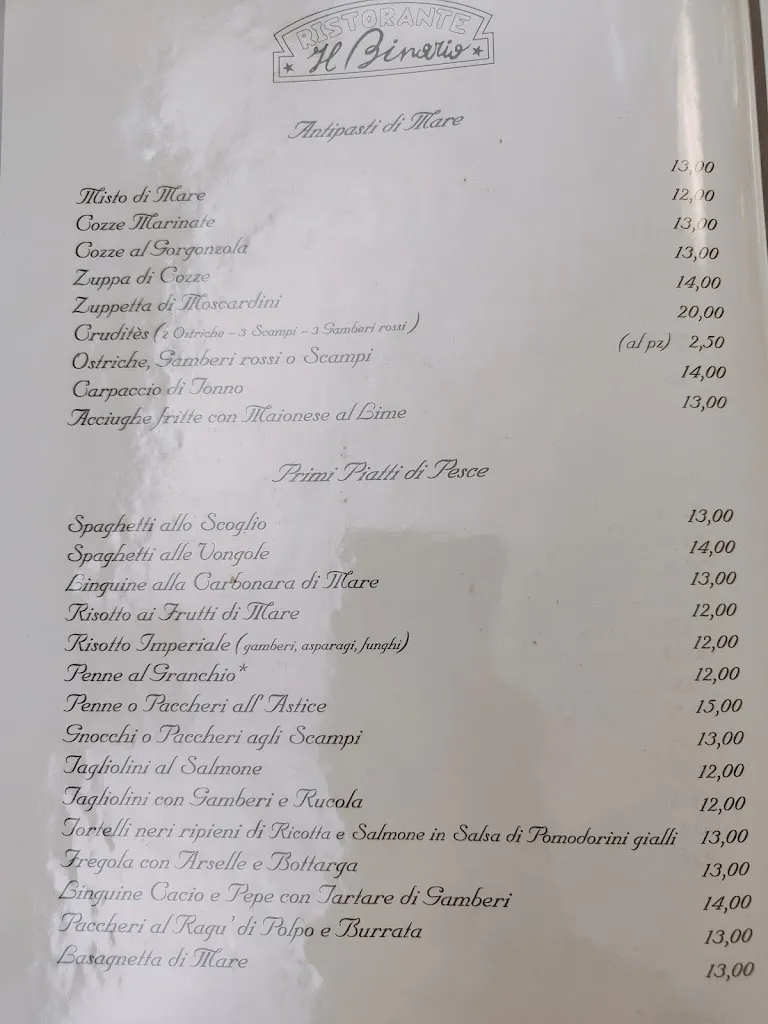 RISTORANTE
Il Binario
Antipasti di Mare
Misto di Mare 13,00
Cozze Marinate 12,00
Cozze al Gorgonzola 13,00
Zuppa di Cozze 13,00
Zuppetta di Moscardini 14,00
Cruditès (2 Ostriche – 3 Scampi – 3 Gamberi rossi) 20,00
Ostriche, Gamberi rossi o Scampi (al pz) 2,50
Carpaccio di Tonno 14,00
Acciughe fritte con Maionese al Lime 13,00
Primi Piatti di Pesce
Spaghetti allo Scoglio 13,00
Spaghetti alle Vongole 14,00
Linguine alla Carbonara di Mare 13,00
Risotto ai Frutti di Mare 12,00
Risotto Imperiale (gamberi, asparagi, funghi) 12,00
Penne al Granchio* 12,00
Penne o Paccheri all' Astice 15,00
Gnocchi o Paccheri agli Scampi 13,00
Tagliolini al Salmone 12,00
Tagliolini con Gamberi e Rucola 12,00
Tortelli neri ripieni di Ricotta e Salmone in Salsa di Pomodorini gialli 13,00
Fregola con Arselle e Bottarga 13,00
Linguine Cacio e Pepe con Tartare di Gamberi 14,00
Paccheri al Ragu' di Polpo e Burrata 13,00
Lasagnetta di Mare 13,00